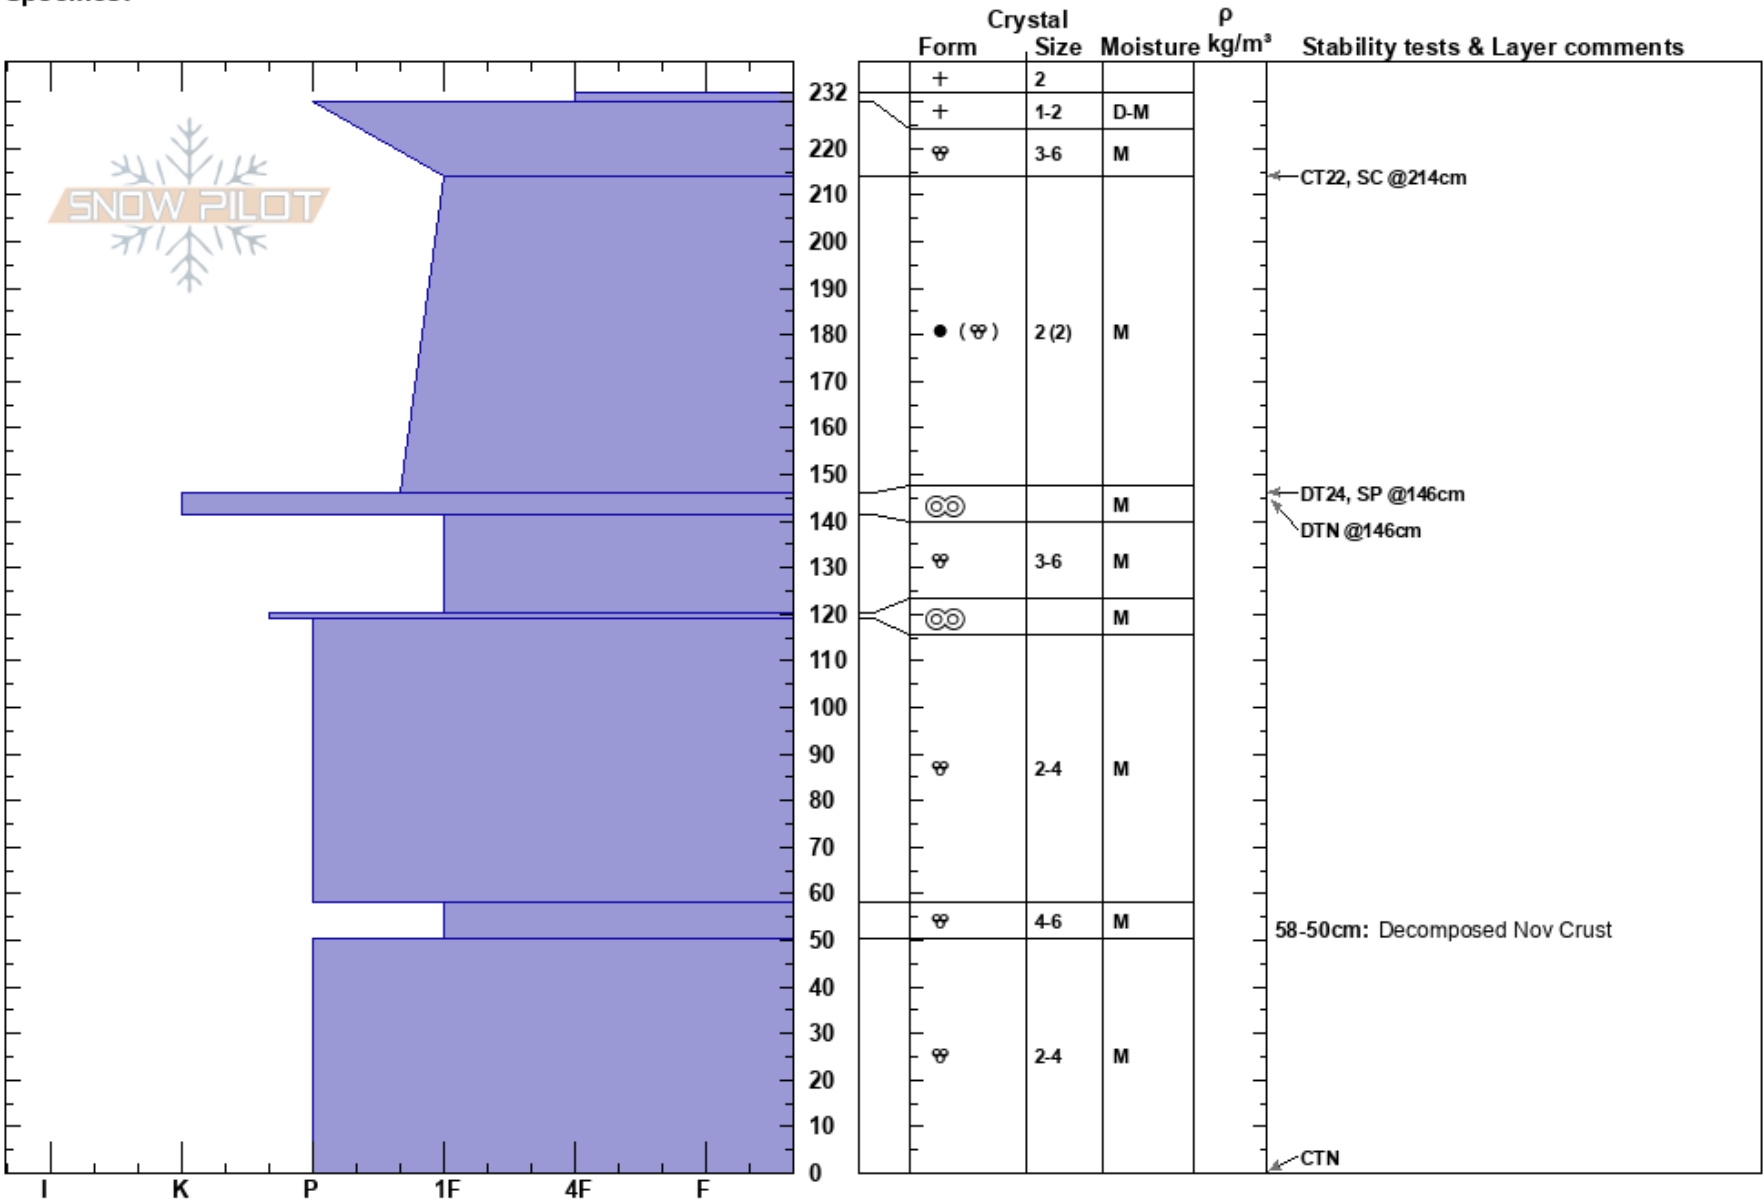 Crystal ρ
Form Size Moisture kg/m³ Stability tests & Layer comments
+ 2
232
+ 1-2 D-M
220 3-6 M
SNOW PILOT
CT22, SC @214cm
210
200
190
180 ● ( ) 2 (2) M
170
160
150
DT24, SP @146cm
M
140
DTN @146cm
130 3-6 M
120 M
110
100
90
2-4 M
80
70
60
4-6 M 58-50cm: Decomposed Nov Crust
50
40
30
2-4 M
20
10
CTN
0
I K P 1F 4F F